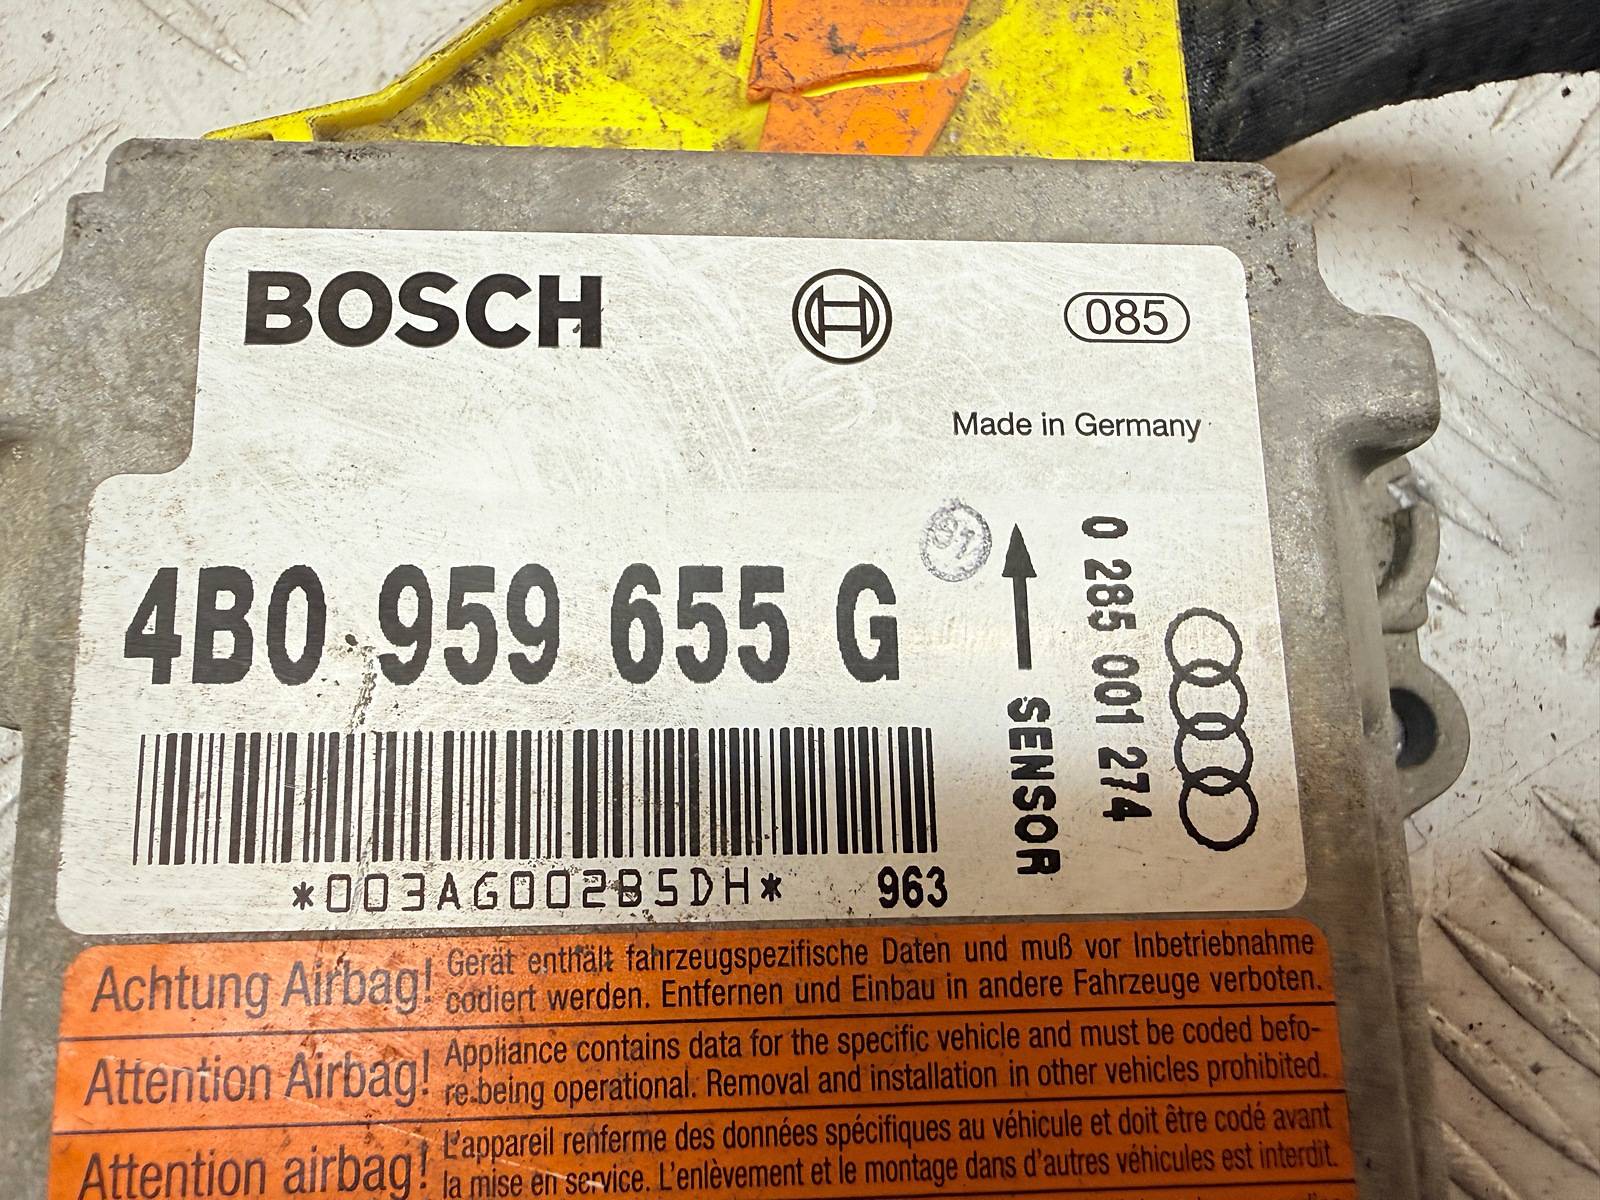 BOSCH
085
Made in Germany
4B0 959 655 G
SENSOR
0 285 001 274
*003AG002B5DH*
963
Achtung Airbag! Gerät enthält fahrzeugspezifische Daten und muß vor Inbetriebnahme
codiert werden. Entfernen und Einbau in andere Fahrzeuge verboten.
Attention Airbag! Appliance contains data for the specific vehicle and must be coded befo-
re being operational. Removal and installation in other vehicles prohibited.
Attention airbag! L'appareil renferme des données spécifiques au véhicule et doit être codé avant
la mise en service. L'enlèvement et le montage dans d'autres véhicules est interdit.